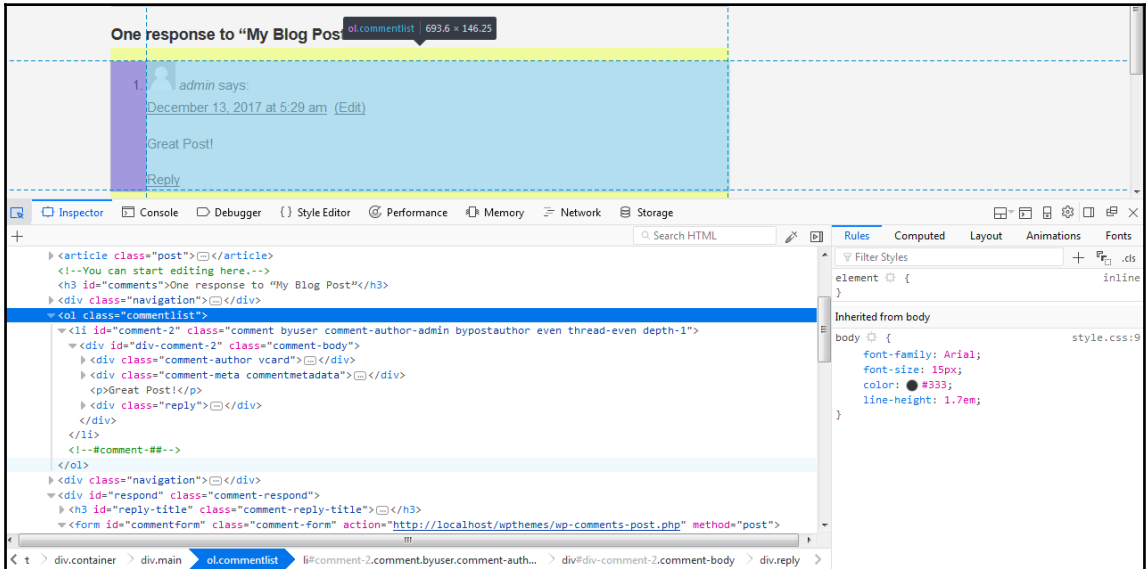 One response to “My Blog Post
ol.commentlist | 693.6 × 146.25
1. admin says:
December 13, 2017 at 5:29 am (Edit)
Great Post!
Reply
Inspector Console Debugger { } Style Editor Performance Memory Network Storage
+ Search HTML Rules Computed Layout Animations Fonts
<article class="post"></article> Filter Styles + .cls
<!--You can start editing here.--> element { inline
<h3 id="comments">One response to “My Blog Post”</h3> }
<div class="navigation"></div>
<ol class="commentlist"> Inherited from body
<li id="comment-2" class="comment byuser comment-author-admin bypostauthor even thread-even depth-1"> body { style.css:9
<div id="div-comment-2" class="comment-body"> font-family: Arial;
<div class="comment-author vcard"></div> font-size: 15px;
<div class="comment-meta commentmetadata"></div> color: #333;
<p>Great Post!</p> line-height: 1.7em;
<div class="reply"></div> }
</div>
</li>
<!--#comment-##-->
</ol>
<div class="navigation"></div>
<div id="respond" class="comment-respond">
<h3 id="reply-title" class="comment-reply-title"></h3>
<form id="commentform" class="comment-form" action="http://localhost/wpthemes/wp-comments-post.php" method="post">
t div.container div.main ol.commentlist li#comment-2.comment.byuser.comment-auth... div#div-comment-2.comment-body div.reply